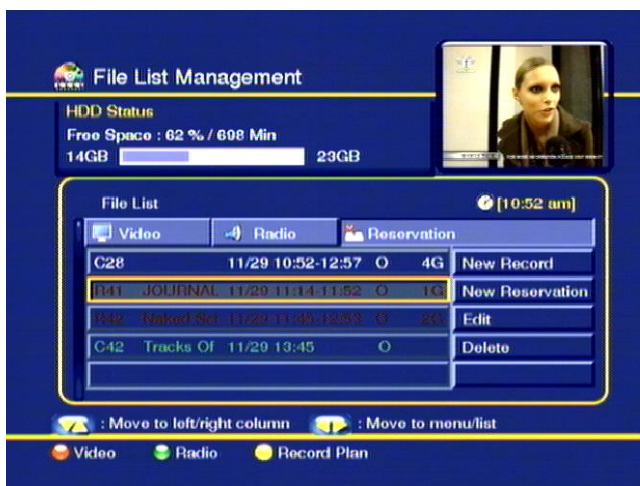 File List Management
HDD Status
Free Space : 62 % / 698 Min
14GB 23GB
File List [10:52 am]
Video Radio Reservation
C28 11/29 10:52-12:57 O 4G New Record
R41 JOURNAL 11/29 11:14-11:52 O 1G New Reservation
Edit
C42 Tracks Of 11/29 13:45 O Delete
: Move to left/right column : Move to menu/list
Video Radio Record Plan